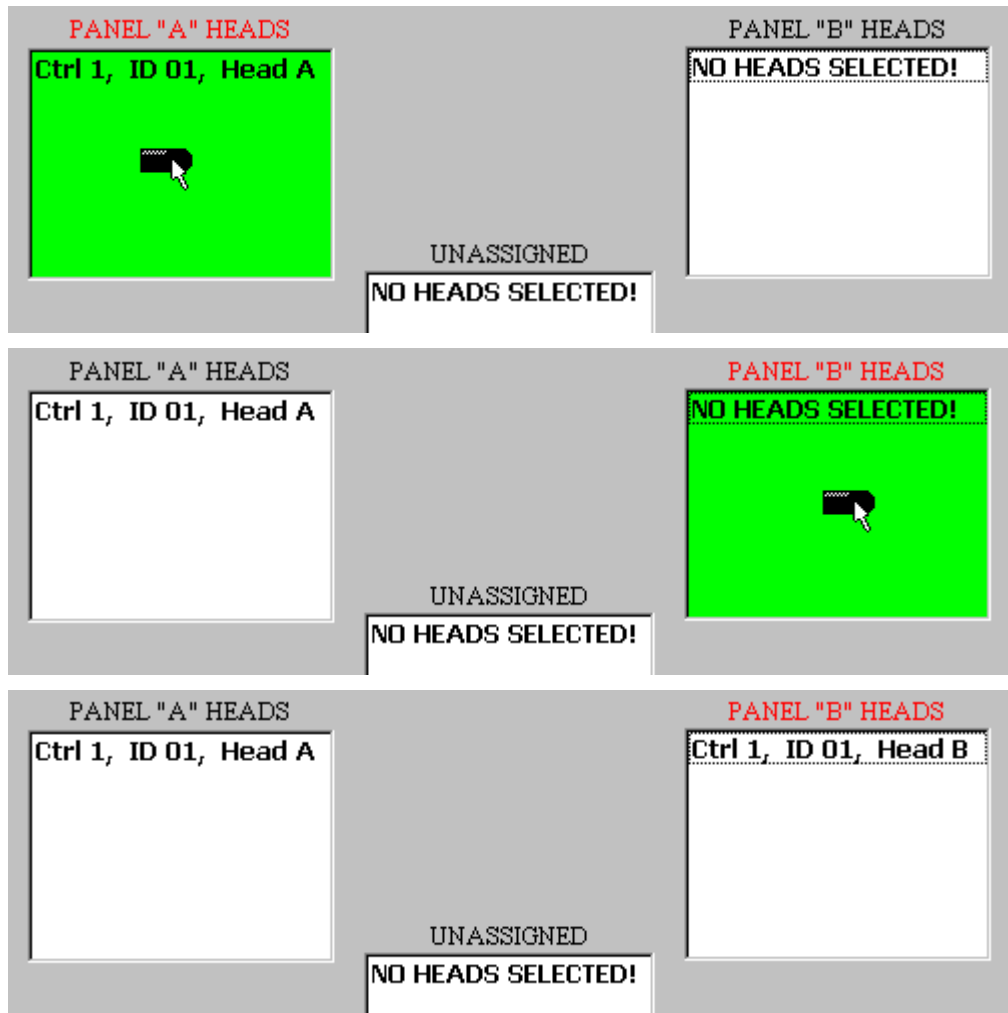 PANEL "A" HEADS
PANEL "B" HEADS
Ctrl 1, ID 01, Head A
NO HEADS SELECTED!
UNASSIGNED
NO HEADS SELECTED!
PANEL "A" HEADS
PANEL "B" HEADS
Ctrl 1, ID 01, Head A
NO HEADS SELECTED!
UNASSIGNED
NO HEADS SELECTED!
PANEL "A" HEADS
PANEL "B" HEADS
Ctrl 1, ID 01, Head A
Ctrl 1, ID 01, Head B
UNASSIGNED
NO HEADS SELECTED!